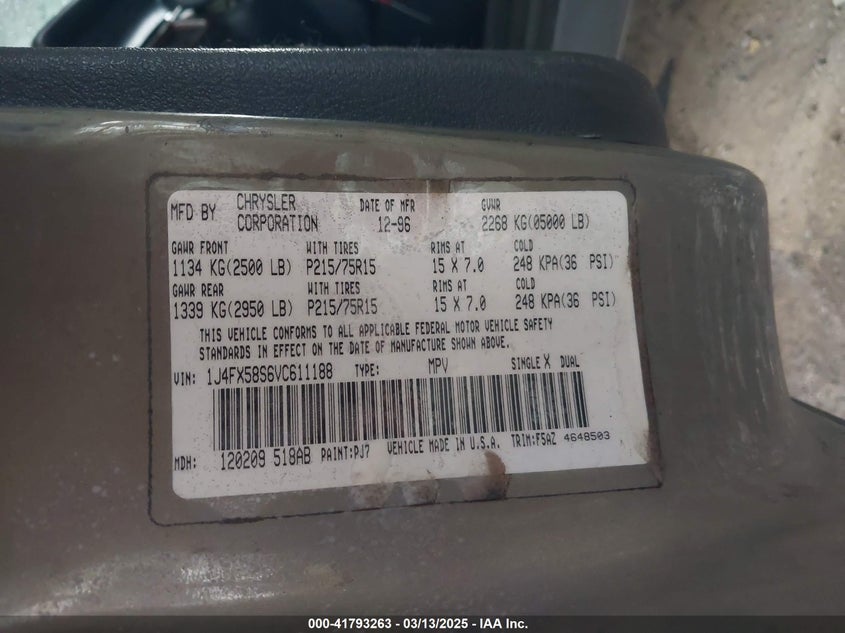 MFD BY CHRYSLER CORPORATION DATE OF MFR 12-96 GVWR 2268 KG(05000 LB)
GAWR FRONT WITH TIRES RIMS AT COLD
1134 KG(2500 LB) P215/75R15 15 X 7.0 248 KPA(36 PSI)
GAWR REAR WITH TIRES RIMS AT COLD
1339 KG(2950 LB) P215/75R15 15 X 7.0 248 KPA(36 PSI)
THIS VEHICLE CONFORMS TO ALL APPLICABLE FEDERAL MOTOR VEHICLE SAFETY
STANDARDS IN EFFECT ON THE DATE OF MANUFACTURE SHOWN ABOVE.
VIN: 1J4FX58S6VC611188 TYPE: MPV SINGLE X DUAL
MDH: 120209 518AB PAINT:PJ7 VEHICLE MADE IN U.S.A. TRIM:F5AZ 4648503
000-41793263 - 03/13/2025 - IAA Inc.